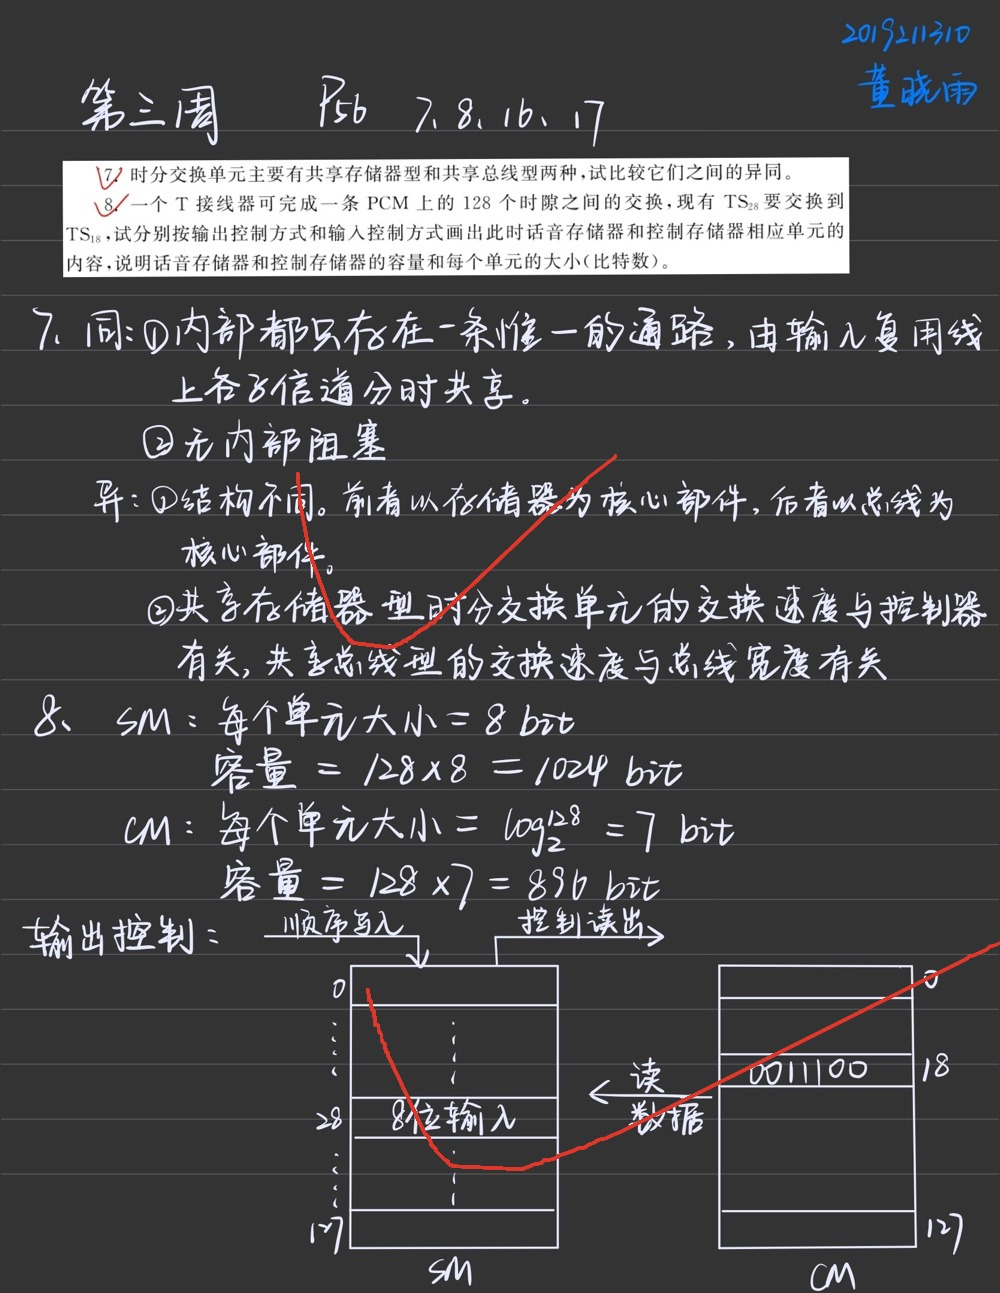 2019211310
董晓雨
第三周 P56 7、8、16、17
7. 时分交换单元主要有共享存储器型和共享总线型两种,试比较它们之间的异同。
8. 一个 T 接线器可完成一条 PCM 上的 128 个时隙之间的交换,现有 TS₂₈ 要交换到
TS₁₈,试分别按输出控制方式和输入控制方式画出此时话音存储器和控制存储器相应单元的
内容,说明话音存储器和控制存储器的容量和每个单元的大小(比特数)。
7、同:①内部都只存在一条惟一的通路,由输入复用线
上各子信道分时共享。
②无内部阻塞
异:①结构不同。前者以存储器为核心部件,后者以总线为
核心部件。
②共享存储器型时分交换单元的交换速度与控制器
有关,共享总线型的交换速度与总线宽度有关
8、 SM:每个单元大小=8 bit
容量 = 128×8 = 1024 bit
CM:每个单元大小= log₂¹²⁸ = 7 bit
容量 = 128×7 = 896 bit
输出控制: 顺序写入 控制读出
0 0
读 0011100 18
28 8位输入 数据
127 127
SM CM